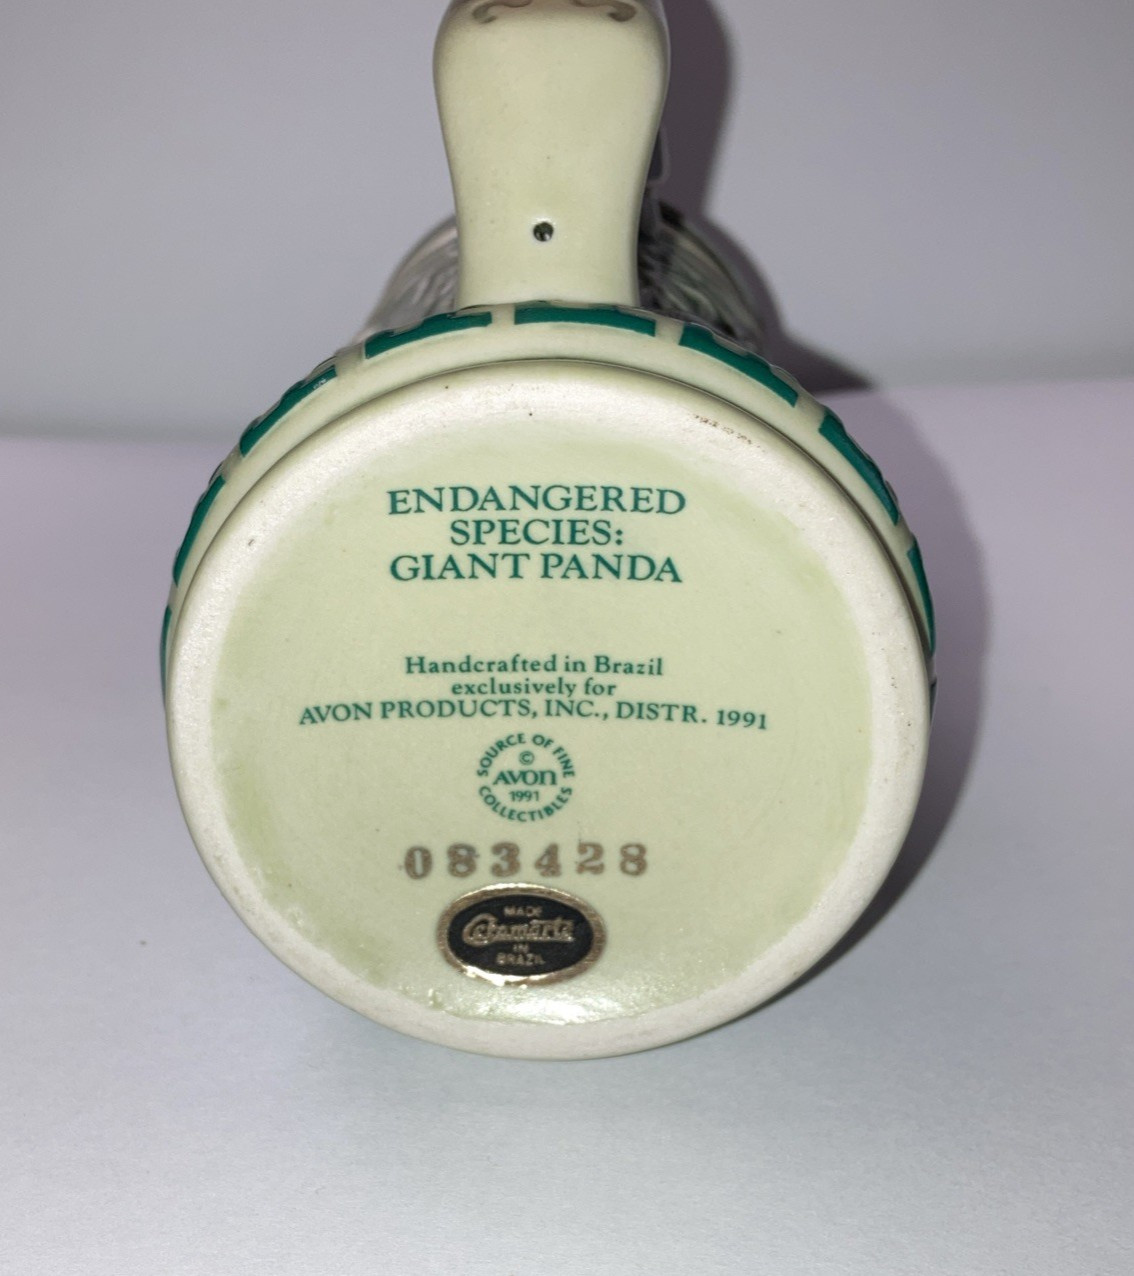 ENDANGERED
SPECIES:
GIANT PANDA
Handcrafted in Brazil
exclusively for
AVON PRODUCTS, INC., DISTR. 1991
SOURCE OF FINE
©
AVON
1991
COLLECTIBLES
083428
MADE
Ceramarte
IN
BRAZIL